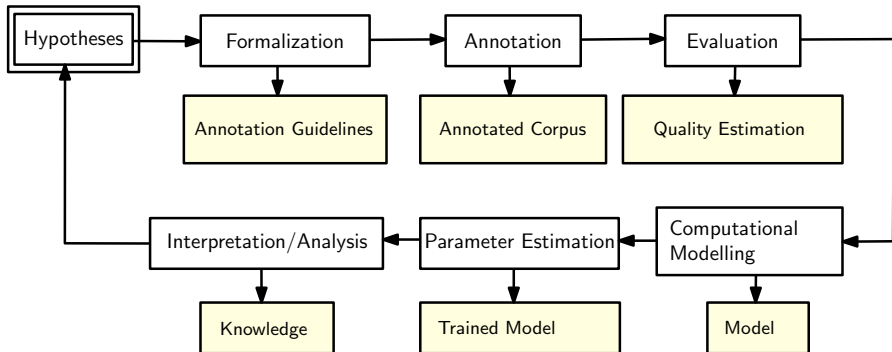 Hypotheses
Formalization
Annotation
Evaluation
Annotation Guidelines
Annotated Corpus
Quality Estimation
Interpretation/Analysis
Parameter Estimation
Computational
Modelling
Knowledge
Trained Model
Model